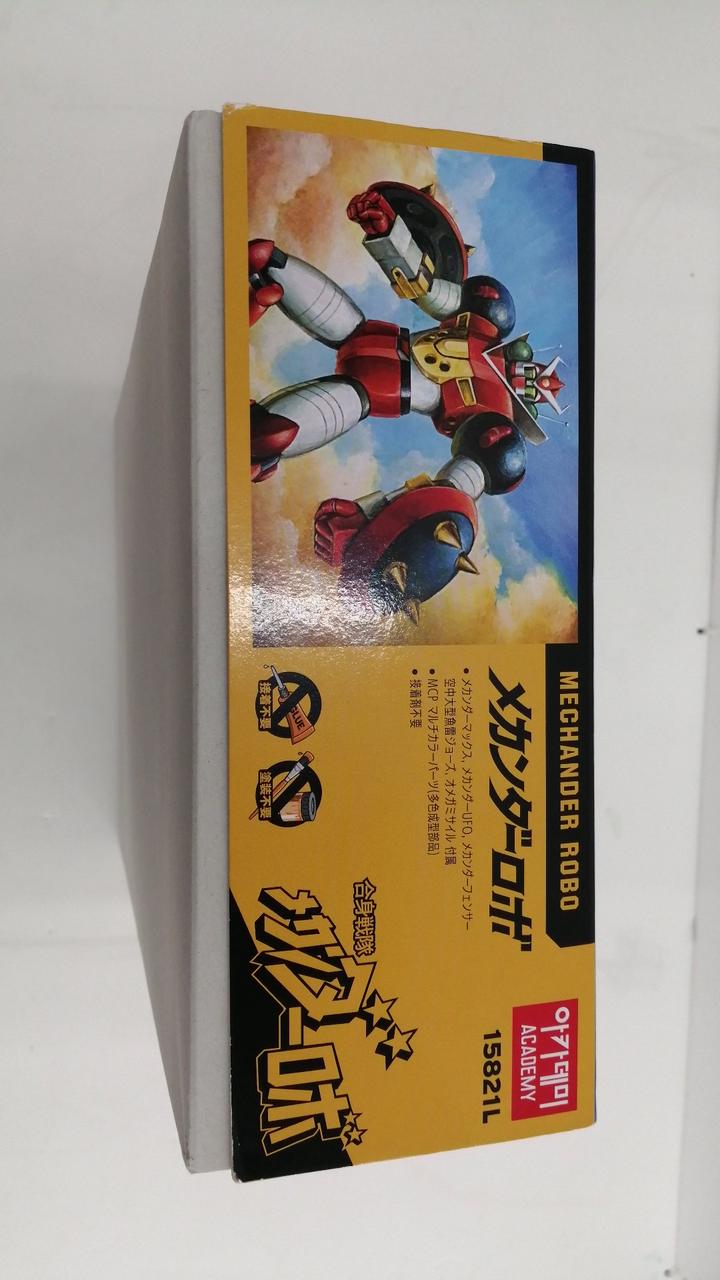 MECHANDER ROBO
メカンダーロボ
• メカンダーマックス, メカンダーUFO, メカンダーフェンサー
空中大型魚雷ジョーズ, オメガミサイル 付属
• MCP マルチカラーパーツ(多色成型部品)
• 接着剤不要
GLUE
接着不要
塗装不要
아카데미
ACADEMY
15821L
合身戦隊
メカンダーロボ